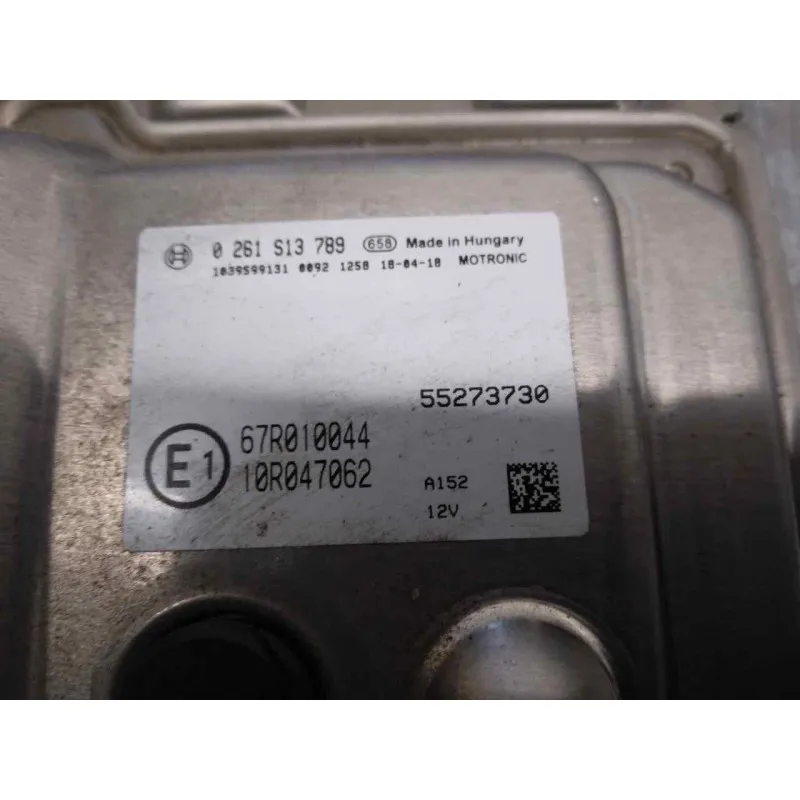 0 261 S13 789 658 Made in Hungary
1039S99131 0092 1258 18-04-18 MOTRONIC
55273730
E1 67R010044
10R047062 A152
12V